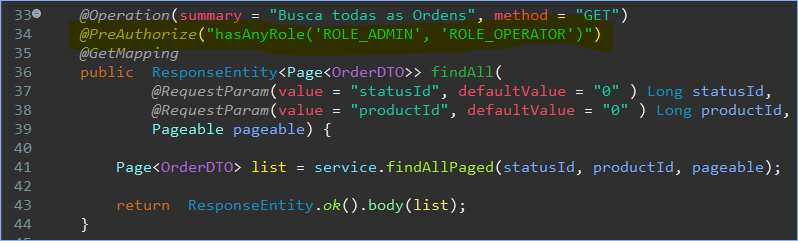 33 @Operation(summary = "Busca todas as Ordens", method = "GET")
34 @PreAuthorize("hasAnyRole('ROLE_ADMIN', 'ROLE_OPERATOR')")
35 @GetMapping
36 public  ResponseEntity<Page<OrderDTO>> findAll(
37 @RequestParam(value = "statusId", defaultValue = "0" ) Long statusId,
38 @RequestParam(value = "productId", defaultValue = "0" ) Long productId,
39 Pageable pageable) {
40
41 Page<OrderDTO> list = service.findAllPaged(statusId, productId, pageable);
42
43 return  ResponseEntity.ok().body(list);
44 }